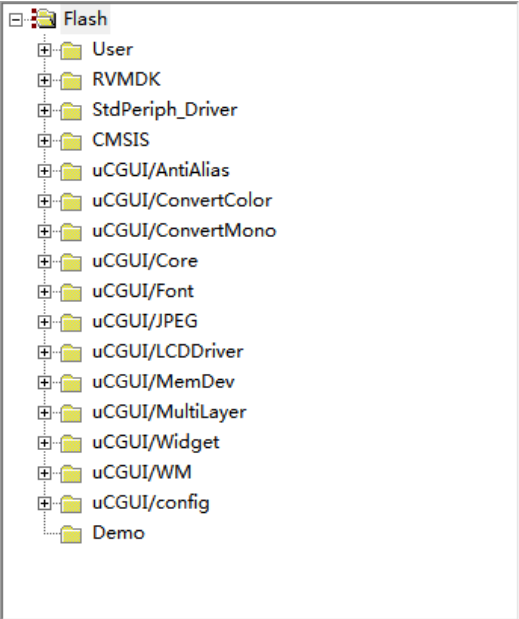 Flash
User
RVMDK
StdPeriph_Driver
CMSIS
uCGUI/AntiAlias
uCGUI/ConvertColor
uCGUI/ConvertMono
uCGUI/Core
uCGUI/Font
uCGUI/JPEG
uCGUI/LCDDriver
uCGUI/MemDev
uCGUI/MultiLayer
uCGUI/Widget
uCGUI/WM
uCGUI/config
Demo